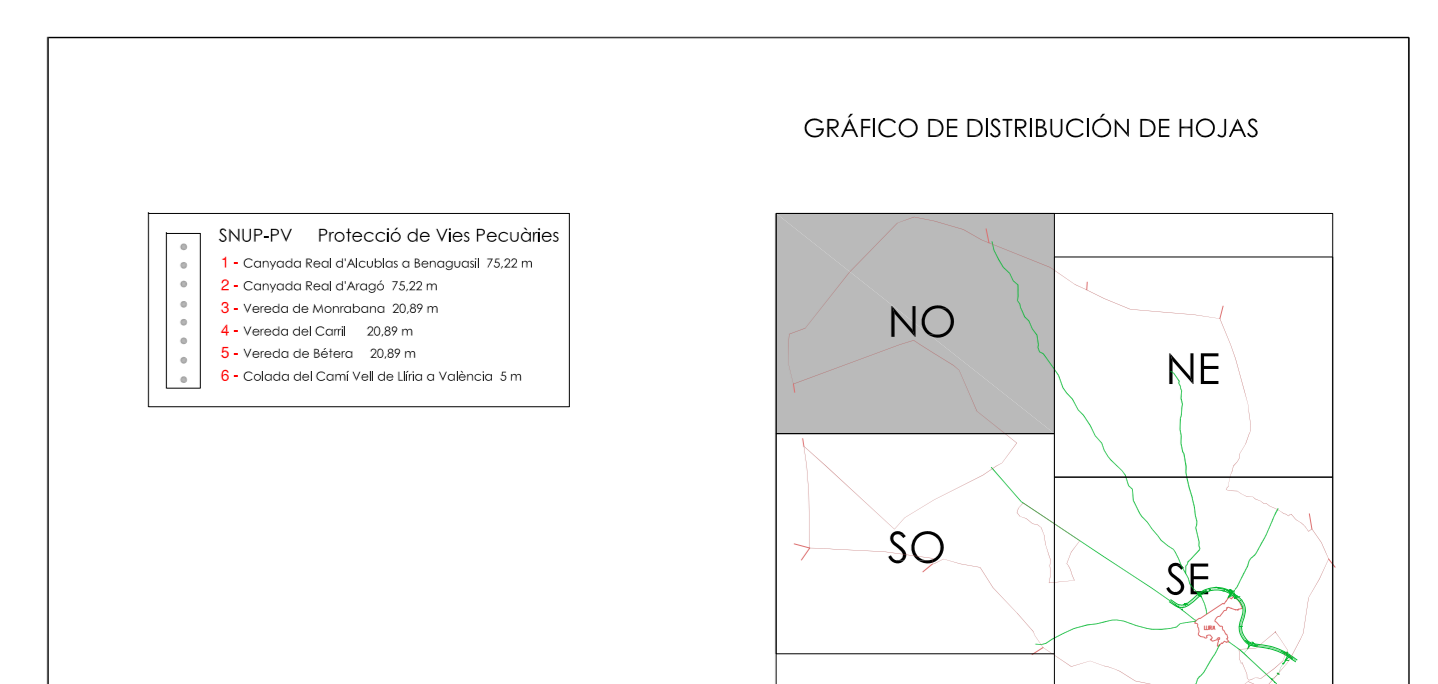 GRÁFICO DE DISTRIBUCIÓN DE HOJAS
SNUP-PV Protecció de Vies Pecuàries
1 - Canyada Real d'Alcublas a Benaguasil 75,22 m
2 - Canyada Real d'Aragó 75,22 m
3 - Vereda de Monrabana 20,89 m
4 - Vereda del Carril 20,89 m
5 - Vereda de Bétera 20,89 m
6 - Colada del Camí Vell de Llíria a València 5 m
NO
NE
SO
SE
LLIRIA